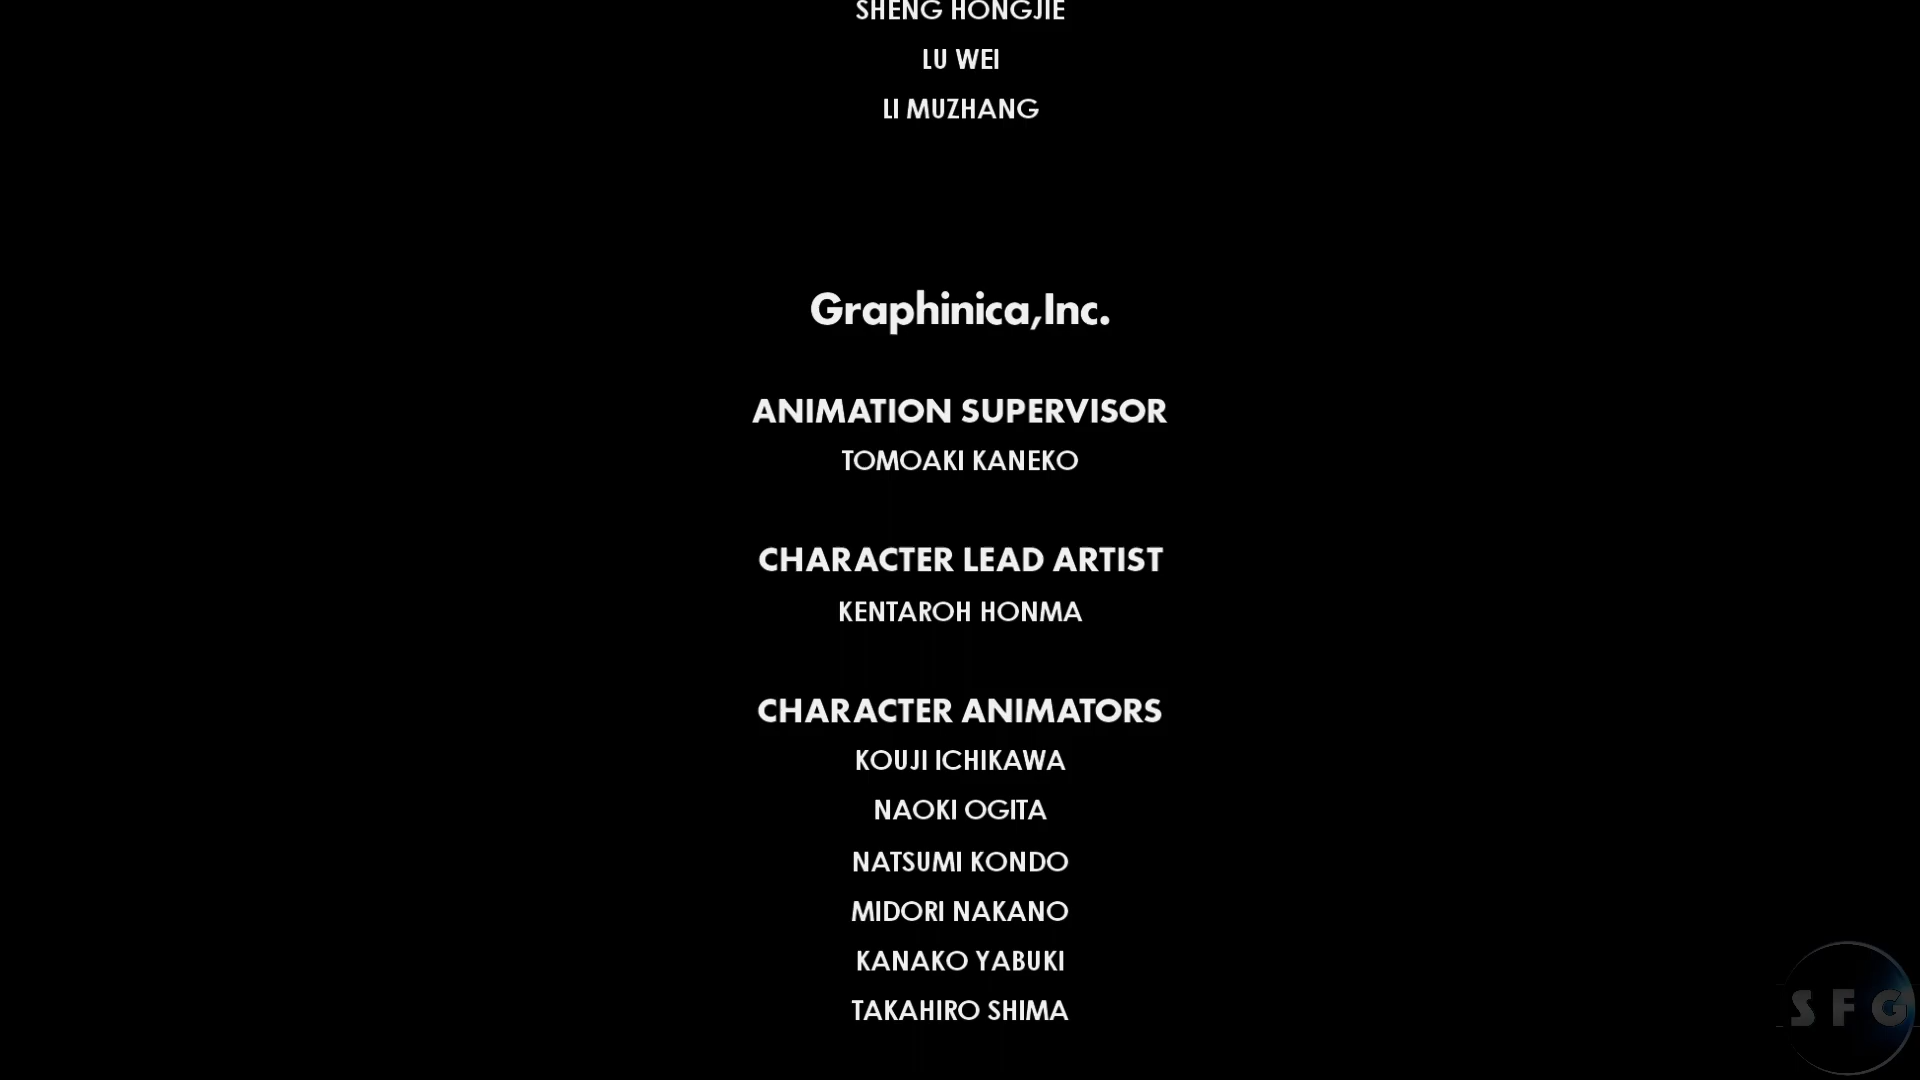 SHENG HONGJIE
LU WEI
LI MUZHANG
Graphinica,Inc.
ANIMATION SUPERVISOR
TOMOAKI KANEKO
CHARACTER LEAD ARTIST
KENTAROH HONMA
CHARACTER ANIMATORS
KOUJI ICHIKAWA
NAOKI OGITA
NATSUMI KONDO
MIDORI NAKANO
KANAKO YABUKI
TAKAHIRO SHIMA
S F G